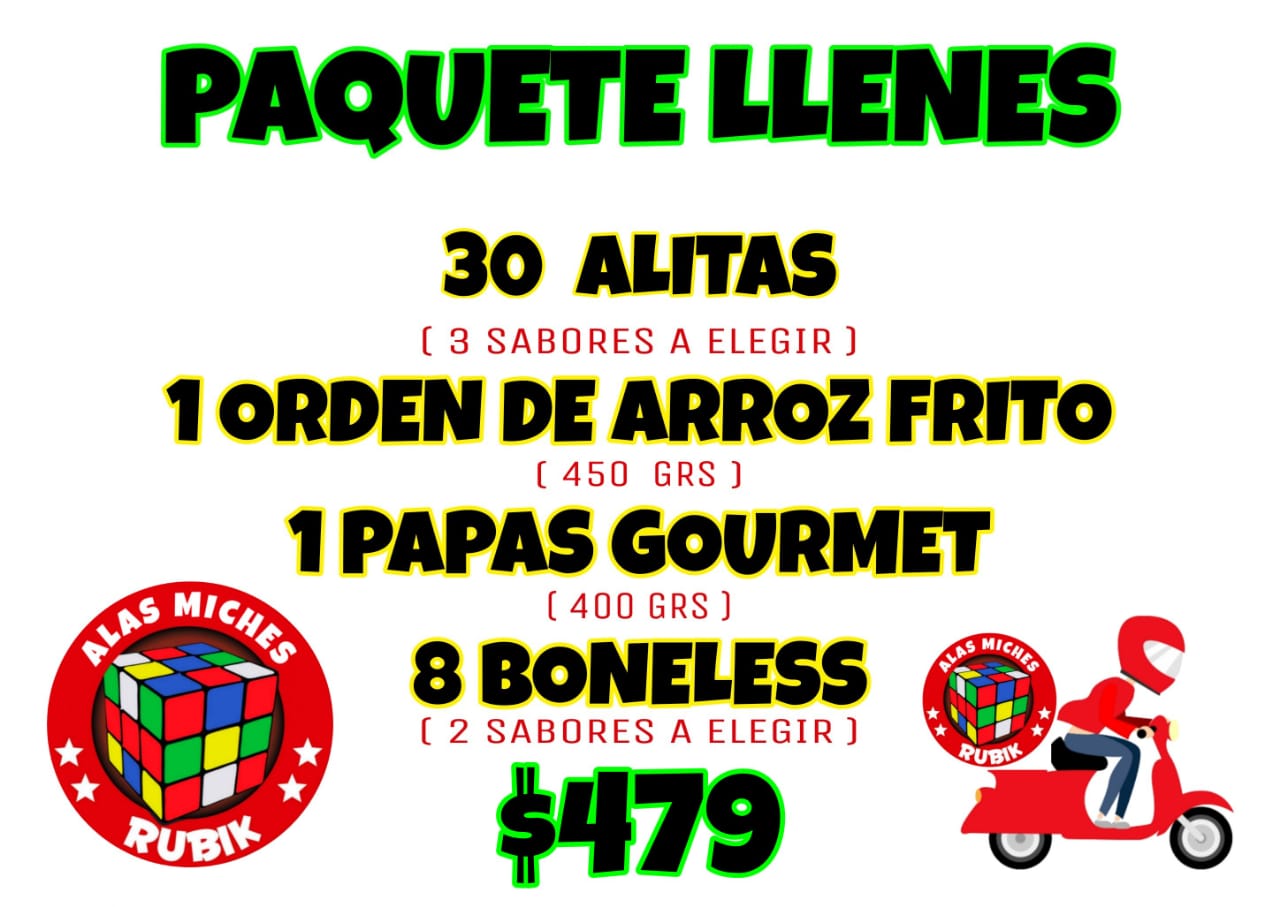 PAQUETE LLENES
30 ALITAS
( 3 SABORES A ELEGIR )
1 ORDEN DE ARROZ FRITO
( 450 GRS )
1 PAPAS GOURMET
( 400 GRS )
8 BONELESS
( 2 SABORES A ELEGIR )
$479
ALAS MICHES
RUBIK
ALAS MICHES
RUBIK